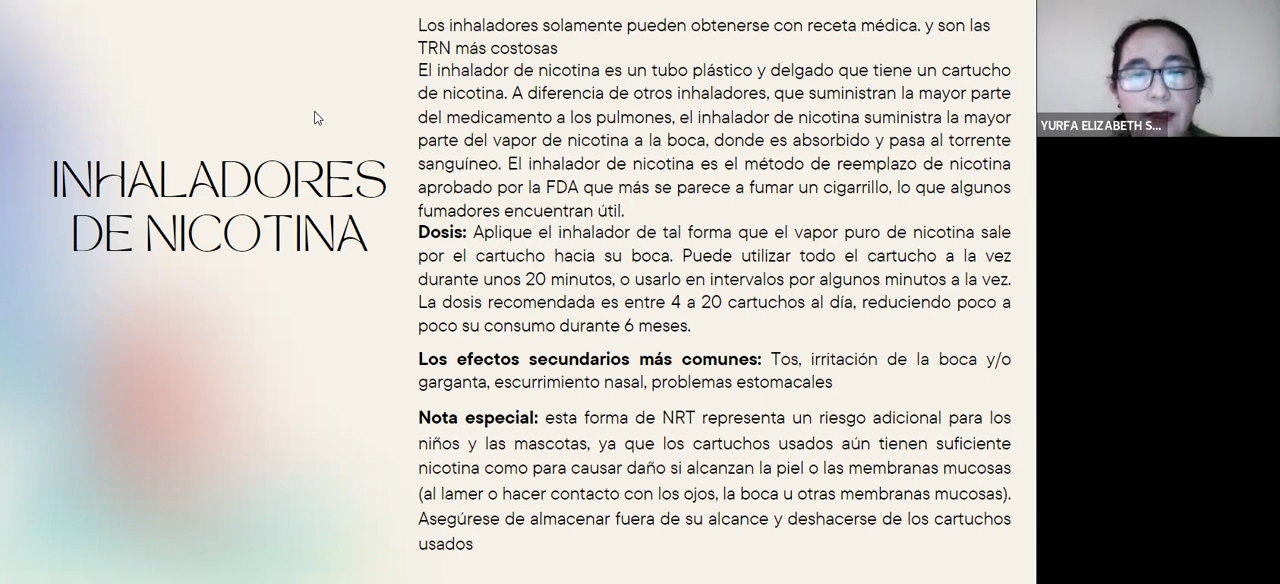 INHALADORES
DE NICOTINA
Los inhaladores solamente pueden obtenerse con receta médica. y son las
TRN más costosas
El inhalador de nicotina es un tubo plástico y delgado que tiene un cartucho
de nicotina. A diferencia de otros inhaladores, que suministran la mayor parte
del medicamento a los pulmones, el inhalador de nicotina suministra la mayor
parte del vapor de nicotina a la boca, donde es absorbido y pasa al torrente
sanguíneo. El inhalador de nicotina es el método de reemplazo de nicotina
aprobado por la FDA que más se parece a fumar un cigarrillo, lo que algunos
fumadores encuentran útil.
Dosis: Aplique el inhalador de tal forma que el vapor puro de nicotina sale
por el cartucho hacia su boca. Puede utilizar todo el cartucho a la vez
durante unos 20 minutos, o usarlo en intervalos por algunos minutos a la vez.
La dosis recomendada es entre 4 a 20 cartuchos al día, reduciendo poco a
poco su consumo durante 6 meses.
Los efectos secundarios más comunes: Tos, irritación de la boca y/o
garganta, escurrimiento nasal, problemas estomacales
Nota especial: esta forma de NRT representa un riesgo adicional para los
niños y las mascotas, ya que los cartuchos usados aún tienen suficiente
nicotina como para causar daño si alcanzan la piel o las membranas mucosas
(al lamer o hacer contacto con los ojos, la boca u otras membranas mucosas).
Asegúrese de almacenar fuera de su alcance y deshacerse de los cartuchos
usados
YURFA ELIZABETH S...